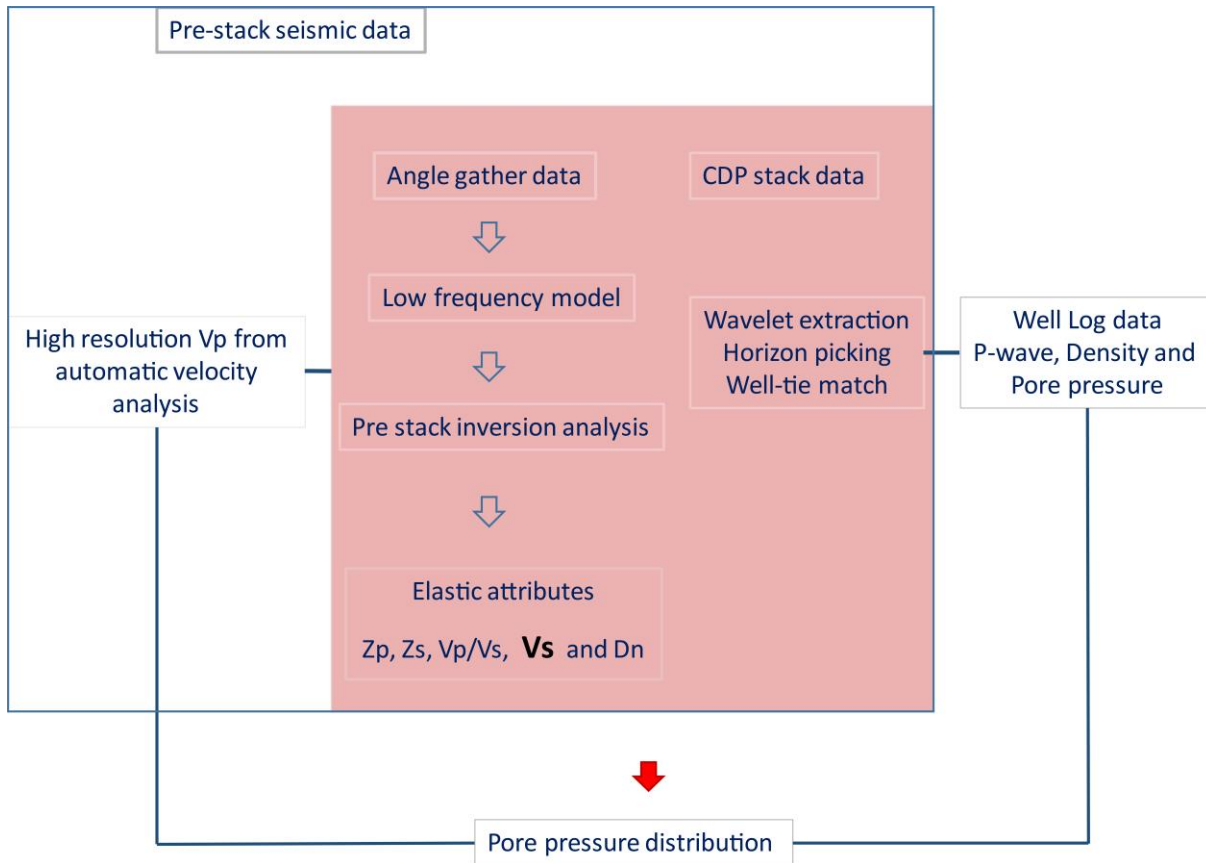 Pre-stack seismic data
Angle gather data
CDP stack data
Low frequency model
Wavelet extraction
Horizon picking
Well-tie match
Well Log data
P-wave, Density and
Pore pressure
High resolution Vp from
automatic velocity
analysis
Pre stack inversion analysis
Elastic attributes
Zp, Zs, Vp/Vs, Vs and Dn
Pore pressure distribution